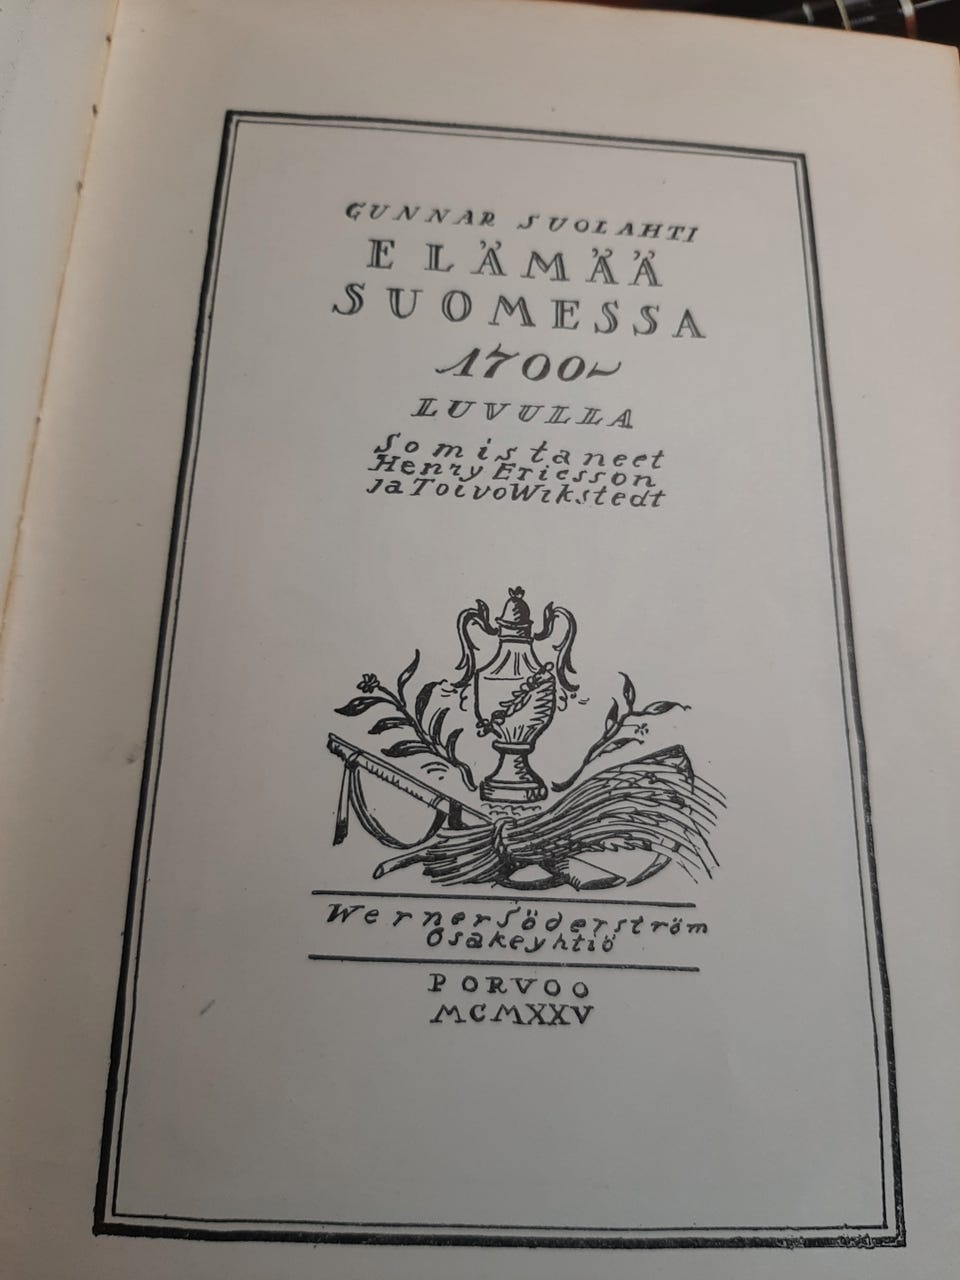 GUNNAR SUOLAHTI
ELÄMÄÄ
SUOMESSA
1700-
LUVULLA
Somistaneet
Henry Ericsson
ja Toivo Wikstedt
Werner Söderström
Osakeyhtiö
PORVOO
MCMXXV